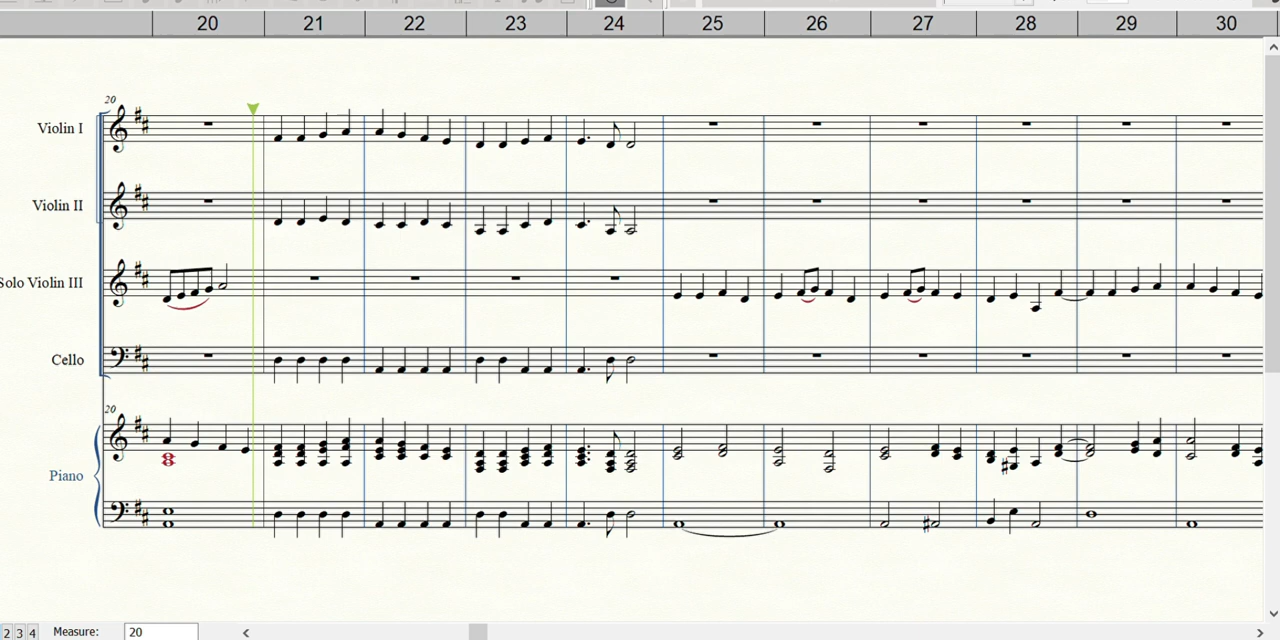 20 21 22 23 24 25 26 27 28 29 30
20
Violin I
Violin II
Solo Violin III
Cello
20
Piano
2 3 4 Measure: 20